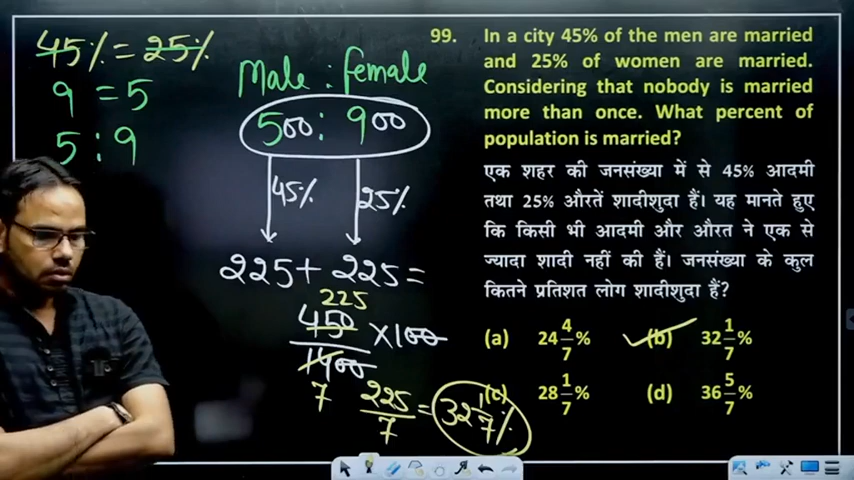 45% = 25%
9 = 5
5 : 9
Male : female
500 : 900
45%
25%
225 + 225 =
225
450
1400
×100
7
225
7
= 32 1/7 %
99. In a city 45% of the men are married
and 25% of women are married.
Considering that nobody is married
more than once. What percent of
population is married?
एक शहर की जनसंख्या में से 45% आदमी
तथा 25% औरतें शादीशुदा हैं। यह मानते हुए
कि किसी भी आदमी और औरत ने एक से
ज्यादा शादी नहीं की हैं। जनसंख्या के कुल
कितने प्रतिशत लोग शादीशुदा हैं?
(a) 24 4/7 % (b) 32 1/7 %
(c) 28 1/7 % (d) 36 5/7 %